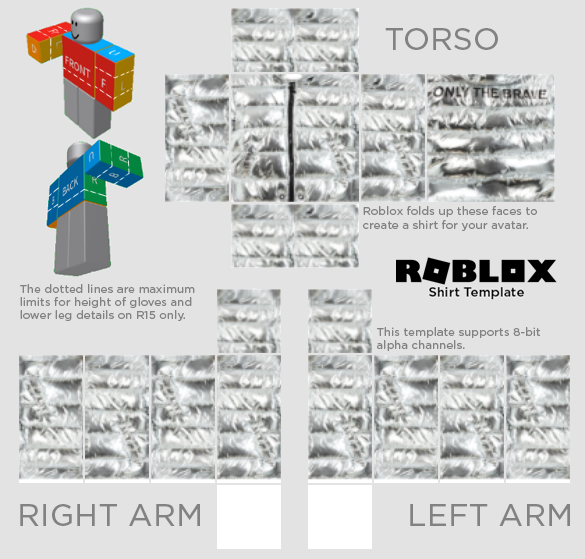 TORSO
FRONT
F
L
U
R
D
R
ONLY THE BRAVE
BACK
U
R
B
R
Roblox folds up these faces to
create a shirt for your avatar.
ROBLOX
Shirt Template
The dotted lines are maximum
limits for height of gloves and
lower leg details on R15 only.
This template supports 8-bit
alpha channels.
RIGHT ARM
LEFT ARM